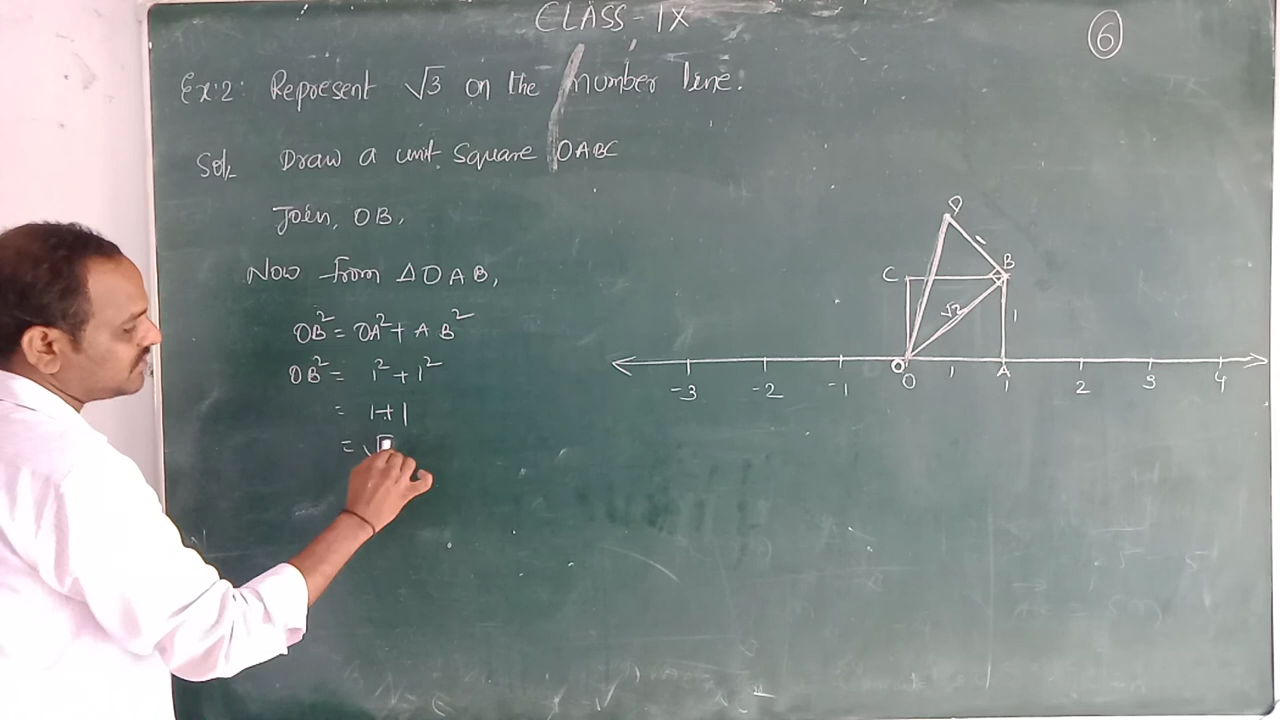 CLASS-IX
6
Ex:2: Represent √3 on the number line.
Sol. Draw a unit square OABC
Join, OB,
Now from △OAB,
OB² = OA² + AB²
OB² = 1² + 1²
= 1+1
= √
D
C B
√2 1
O A
-3 -2 -1 0 1 1 2 3 4